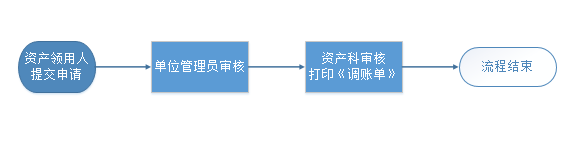 资产领用人
提交申请
单位管理员审核
资产科审核
打印《调账单》
流程结束